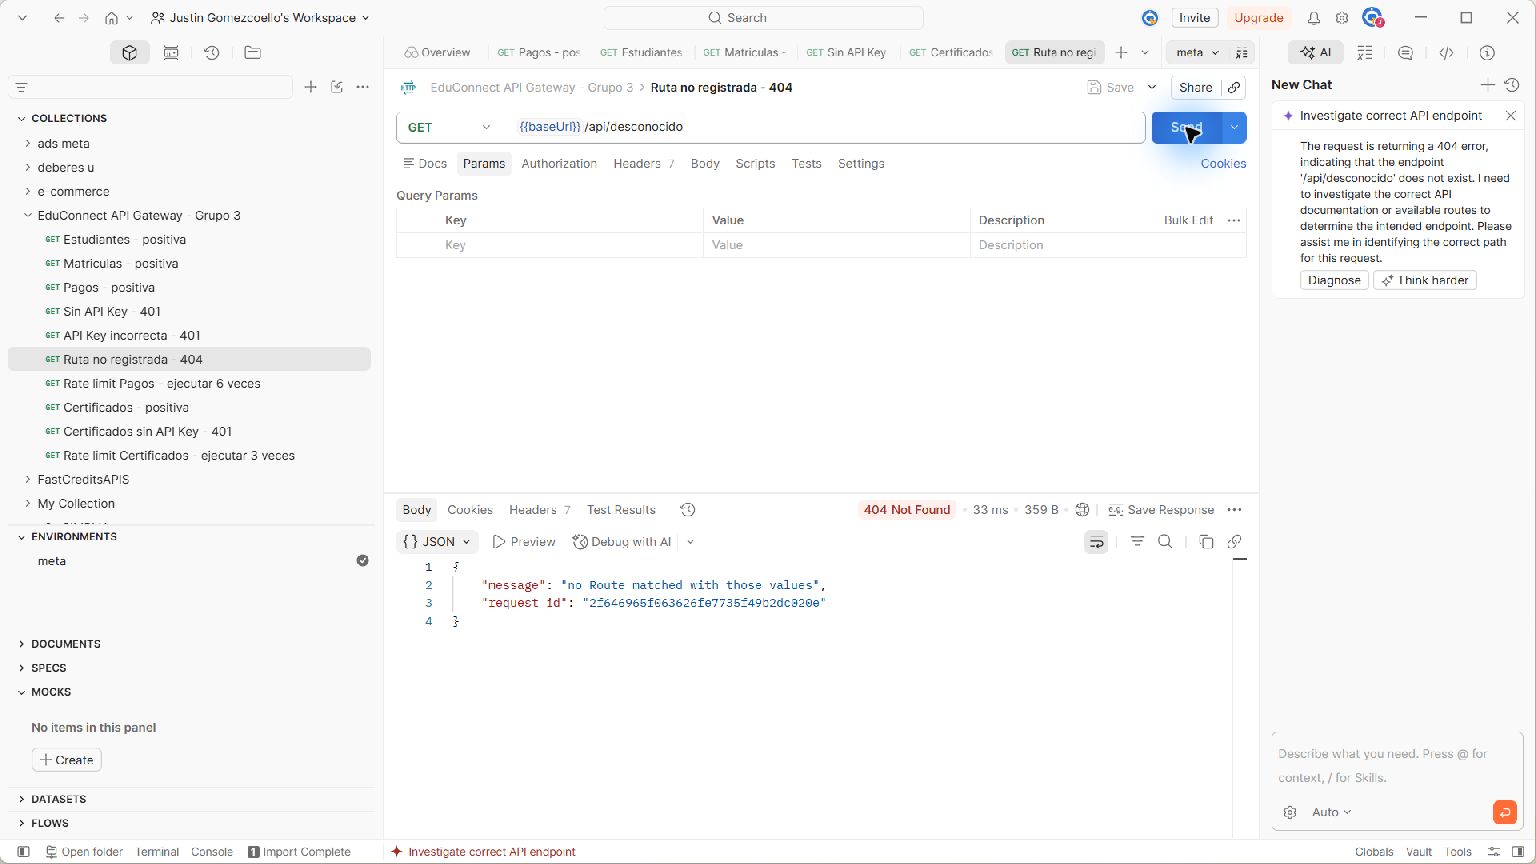 Justin Gomezcoello's Workspace
Search
Invite
Upgrade
Overview
GET Pagos - pos
GET Estudiantes
GET Matriculas -
GET Sin API Key
GET Certificados
GET Ruta no regi
meta
AI
EduConnect API Gateway - Grupo 3 > Ruta no registrada - 404
Save
Share
New Chat
COLLECTIONS
ads meta
deberes u
e-commerce
EduConnect API Gateway - Grupo 3
GET Estudiantes - positiva
GET Matriculas - positiva
GET Pagos - positiva
GET Sin API Key - 401
GET API Key incorrecta - 401
GET Ruta no registrada - 404
GET Rate limit Pagos - ejecutar 6 veces
GET Certificados - positiva
GET Certificados sin API Key - 401
GET Rate limit Certificados - ejecutar 3 veces
FastCreditsAPIS
My Collection
ENVIRONMENTS
meta
DOCUMENTS
SPECS
MOCKS
No items in this panel
Create
DATASETS
FLOWS
GET
{{baseUrl}} /api/desconocido
Send
Docs
Params
Authorization
Headers 7
Body
Scripts
Tests
Settings
Cookies
Query Params
Key
Value
Description
Bulk Edit
Key
Value
Description
Body
Cookies
Headers 7
Test Results
404 Not Found
33 ms
359 B
Save Response
{} JSON
Preview
Debug with AI
1 {
2 "message": "no Route matched with those values",
3 "request_id": "2f646965f063626fe7735f49b2dc020e"
4 }
Investigate correct API endpoint
The request is returning a 404 error,
indicating that the endpoint
'/api/desconocido' does not exist. I need
to investigate the correct API
documentation or available routes to
determine the intended endpoint. Please
assist me in identifying the correct path
for this request.
Diagnose
Think harder
Describe what you need. Press @ for
context, / for Skills.
Auto
Open folder
Terminal
Console
1 Import Complete
Investigate correct API endpoint
Globals
Vault
Tools